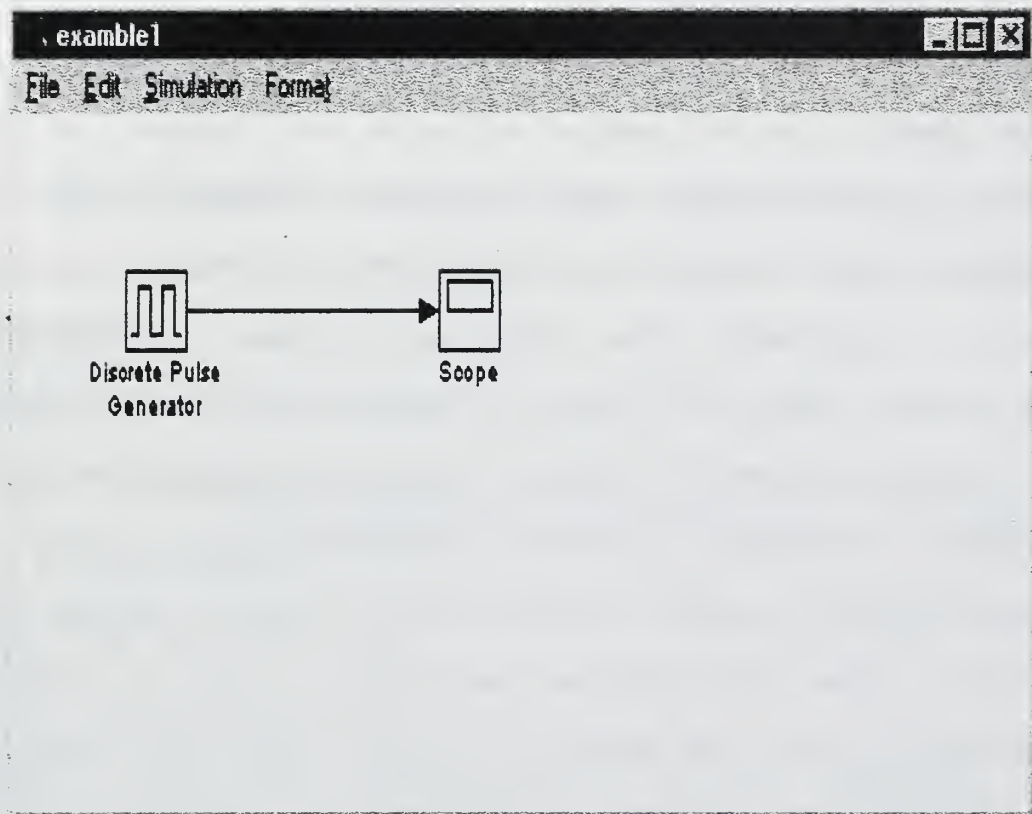 examble1
File Edit Simulation Format
Discrete Pulse
Generator
Scope